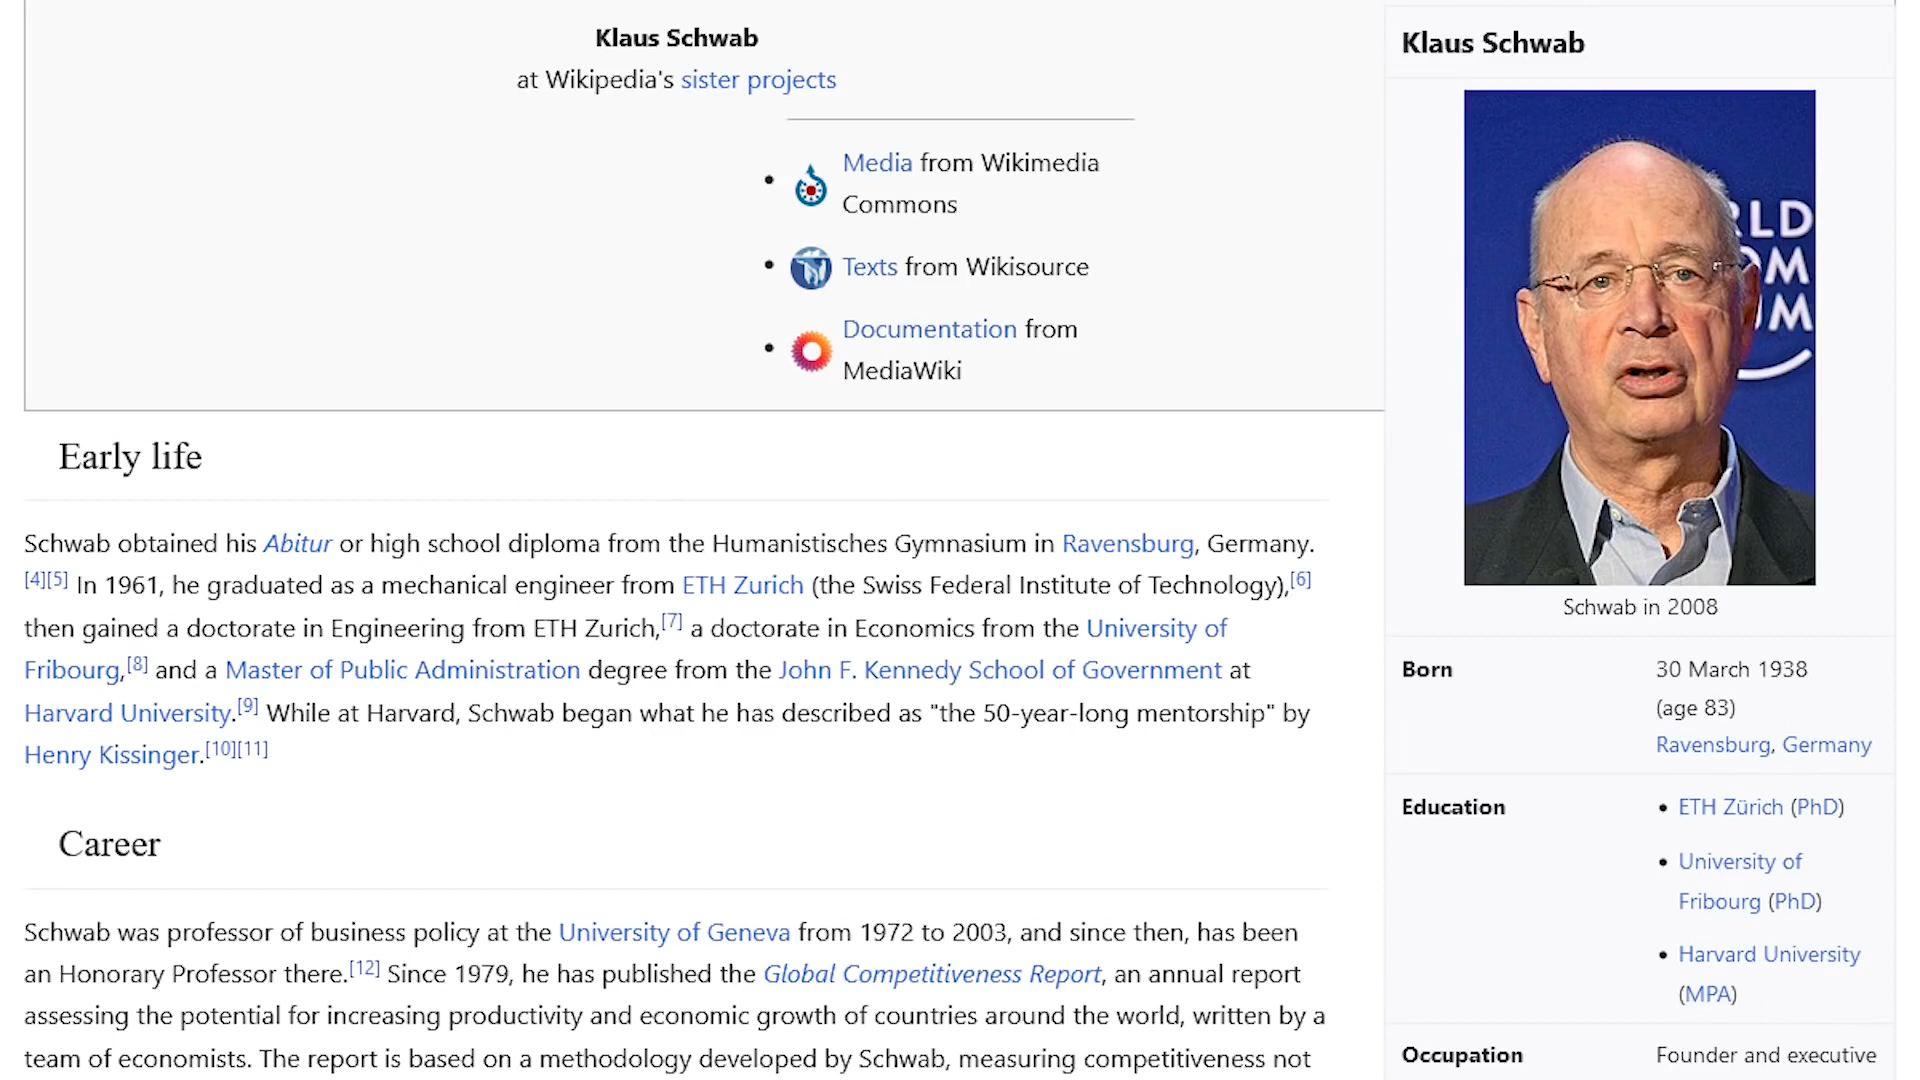 Klaus Schwab
at Wikipedia's sister projects
Media from Wikimedia
Commons
Texts from Wikisource
Documentation from
MediaWiki
Early life
Schwab obtained his Abitur or high school diploma from the Humanistisches Gymnasium in Ravensburg, Germany.
[4][5] In 1961, he graduated as a mechanical engineer from ETH Zurich (the Swiss Federal Institute of Technology),[6]
then gained a doctorate in Engineering from ETH Zurich,[7] a doctorate in Economics from the University of
Fribourg,[8] and a Master of Public Administration degree from the John F. Kennedy School of Government at
Harvard University.[9] While at Harvard, Schwab began what he has described as "the 50-year-long mentorship" by
Henry Kissinger.[10][11]
Career
Schwab was professor of business policy at the University of Geneva from 1972 to 2003, and since then, has been
an Honorary Professor there.[12] Since 1979, he has published the Global Competitiveness Report, an annual report
assessing the potential for increasing productivity and economic growth of countries around the world, written by a
team of economists. The report is based on a methodology developed by Schwab, measuring competitiveness not
Klaus Schwab
RLD
OM
UM
Schwab in 2008
Born
30 March 1938
(age 83)
Ravensburg, Germany
Education
ETH Zürich (PhD)
University of
Fribourg (PhD)
Harvard University
(MPA)
Occupation
Founder and executive